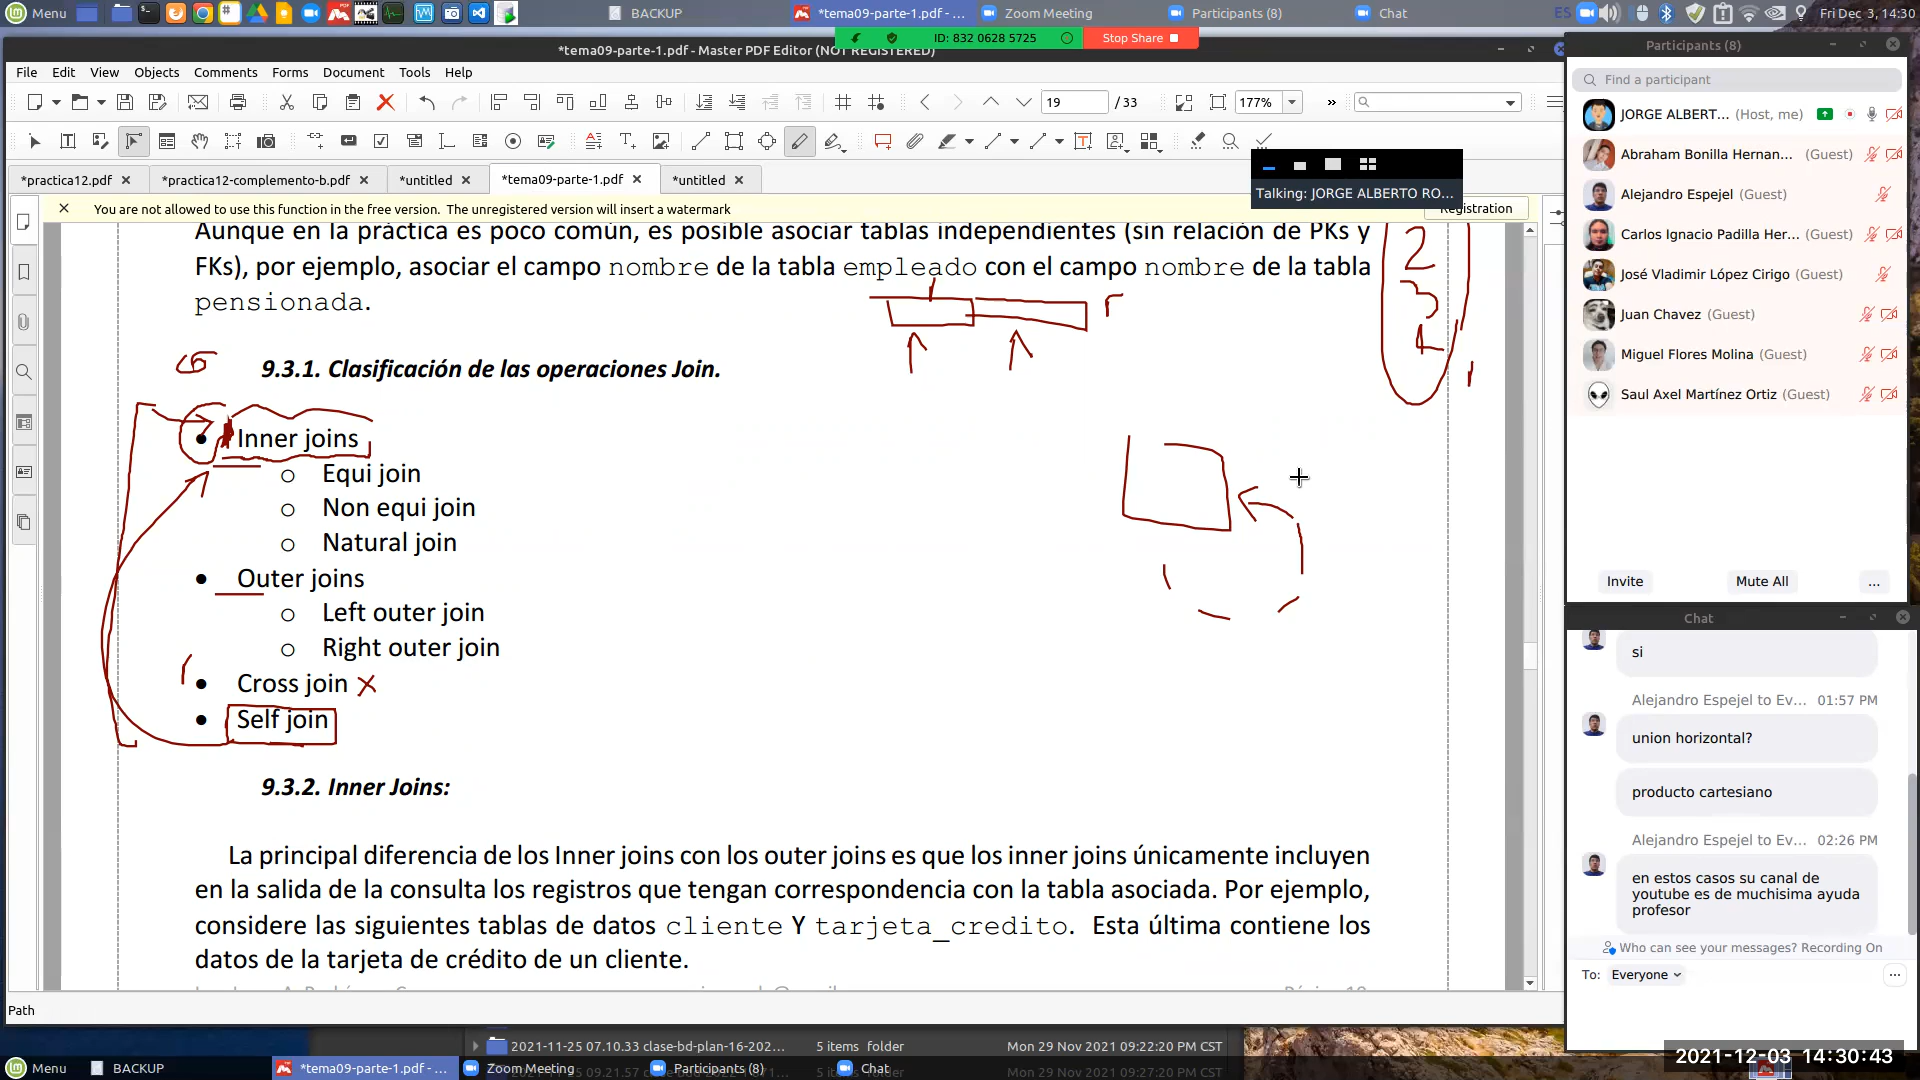 Menu
BACKUP
*tema09-parte-1.pdf - ...
Zoom Meeting
Participants (8)
Chat
ES
Fri Dec 3, 14:30
*tema09-parte-1.pdf - Master PDF Editor (NOT REGISTERED)
ID: 832 0628 5725
Stop Share
File Edit View Objects Comments Forms Document Tools Help
19 / 33
177%
*practica12.pdf
*practica12-complemento-b.pdf
*untitled
*tema09-parte-1.pdf
*untitled
Talking: JORGE ALBERTO RO...
You are not allowed to use this function in the free version. The unregistered version will insert a watermark
Registration
Aunque en la práctica es poco común, es posible asociar tablas independientes (sin relación de PKs y
FKs), por ejemplo, asociar el campo nombre de la tabla empleado con el campo nombre de la tabla
pensionada.
r
2
3
9.3.1. Clasificación de las operaciones Join.
• Inner joins
o Equi join
o Non equi join
o Natural join
• Outer joins
o Left outer join
o Right outer join
• Cross join x
• Self join
9.3.2. Inner Joins:
La principal diferencia de los Inner joins con los outer joins es que los inner joins únicamente incluyen
en la salida de la consulta los registros que tengan correspondencia con la tabla asociada. Por ejemplo,
considere las siguientes tablas de datos cliente Y tarjeta_credito. Esta última contiene los
datos de la tarjeta de crédito de un cliente.
Path
Participants (8)
Find a participant
JORGE ALBERT... (Host, me)
Abraham Bonilla Hernan... (Guest)
Alejandro Espejel (Guest)
Carlos Ignacio Padilla Her... (Guest)
José Vladimir López Cirigo (Guest)
Juan Chavez (Guest)
Miguel Flores Molina (Guest)
Saul Axel Martínez Ortiz (Guest)
Invite
Mute All
...
Chat
si
Alejandro Espejel to Ev... 01:57 PM
union horizontal?
producto cartesiano
Alejandro Espejel to Ev... 02:26 PM
en estos casos su canal de
youtube es de muchisima ayuda
profesor
Who can see your messages? Recording On
To: Everyone
2021-11-25 07.10.33 clase-bd-plan-16-202... 5 items folder Mon 29 Nov 2021 09:22:20 PM CST
Menu
BACKUP
*tema09-parte-1.pdf - ...
Zoom Meeting
Participants (8)
Chat
2021-12-03 14:30:43